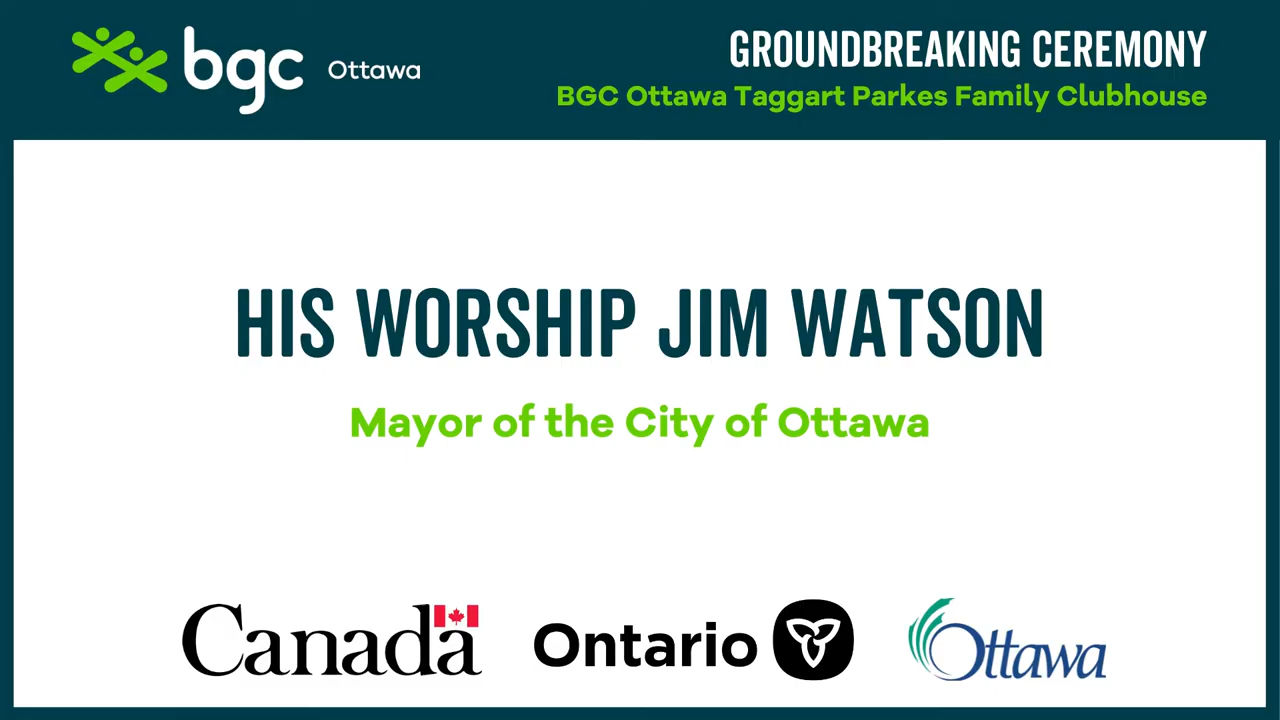 bgc Ottawa
GROUNDBREAKING CEREMONY
BGC Ottawa Taggart Parkes Family Clubhouse
HIS WORSHIP JIM WATSON
Mayor of the City of Ottawa
Canada
Ontario
Ottawa